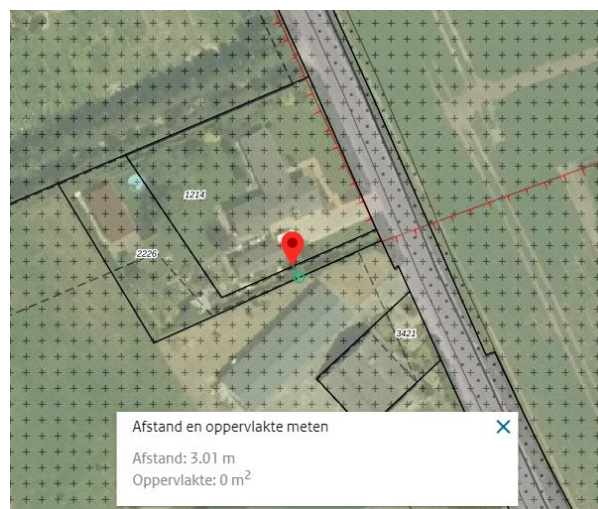 1214
2226
3421
Afstand en oppervlakte meten
Afstand: 3.01 m
Oppervlakte: 0 m²